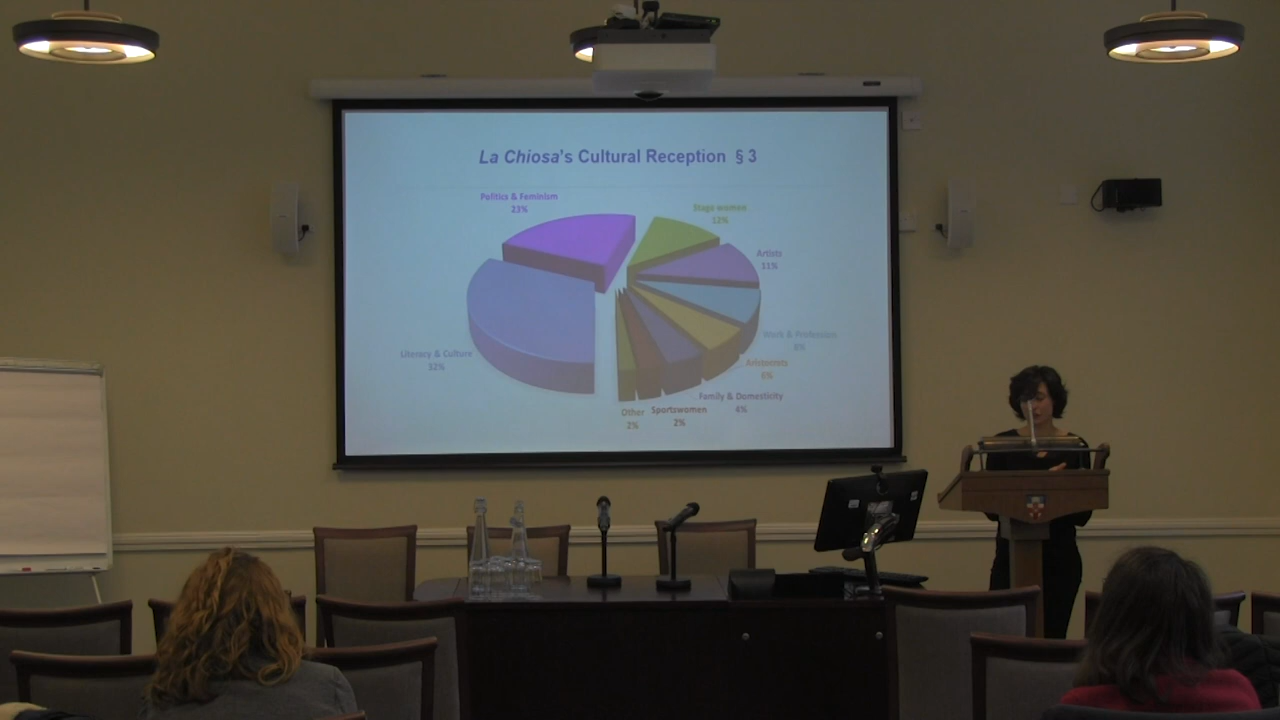 La Chiosa's Cultural Reception § 3
Politics & Feminism
23%
Stage women
12%
Artists
11%
Work & Profession
8%
Aristocrats
6%
Family & Domesticity
4%
Sportswomen
2%
Other
2%
Literacy & Culture
32%